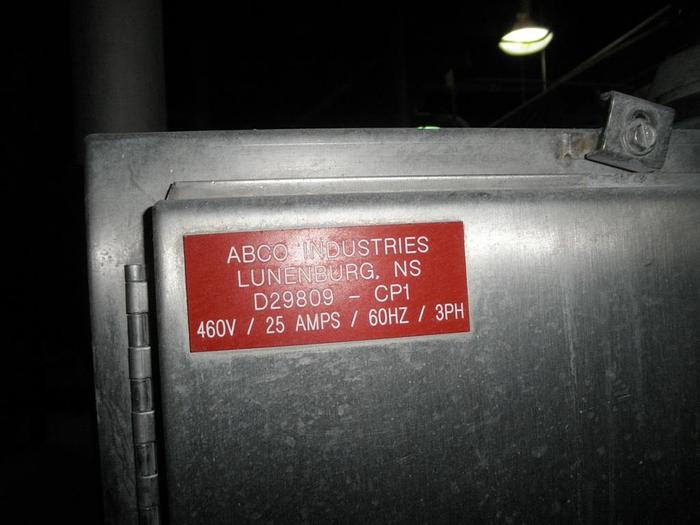 ABCO INDUSTRIES
LUNENBURG, NS
D29809 - CP1
460V / 25 AMPS / 60HZ / 3PH